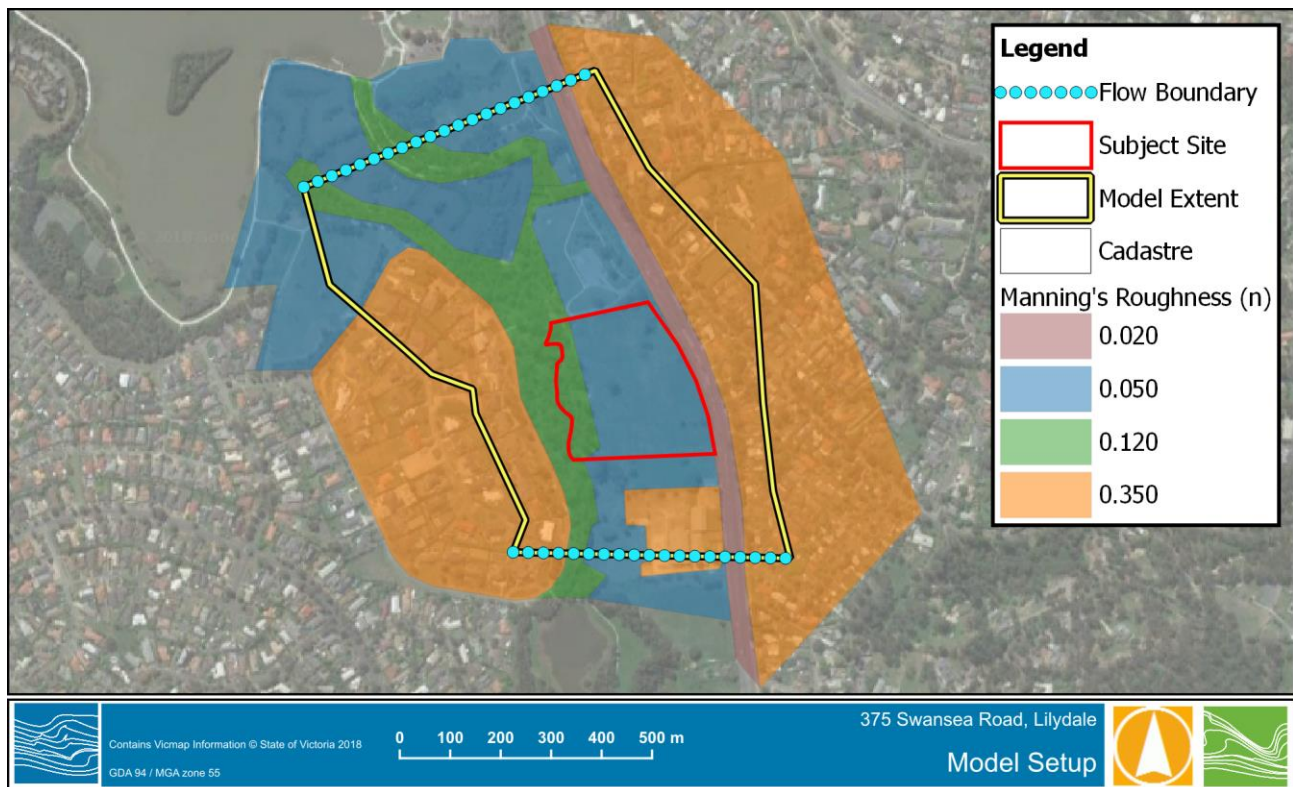 Legend
Flow Boundary
Subject Site
Model Extent
Cadastre
Manning's Roughness (n)
0.020
0.050
0.120
0.350
Contains Vicmap Information © State of Victoria 2018
GDA 94 / MGA zone 55
0 100 200 300 400 500 m
375 Swansea Road, Lilydale
Model Setup